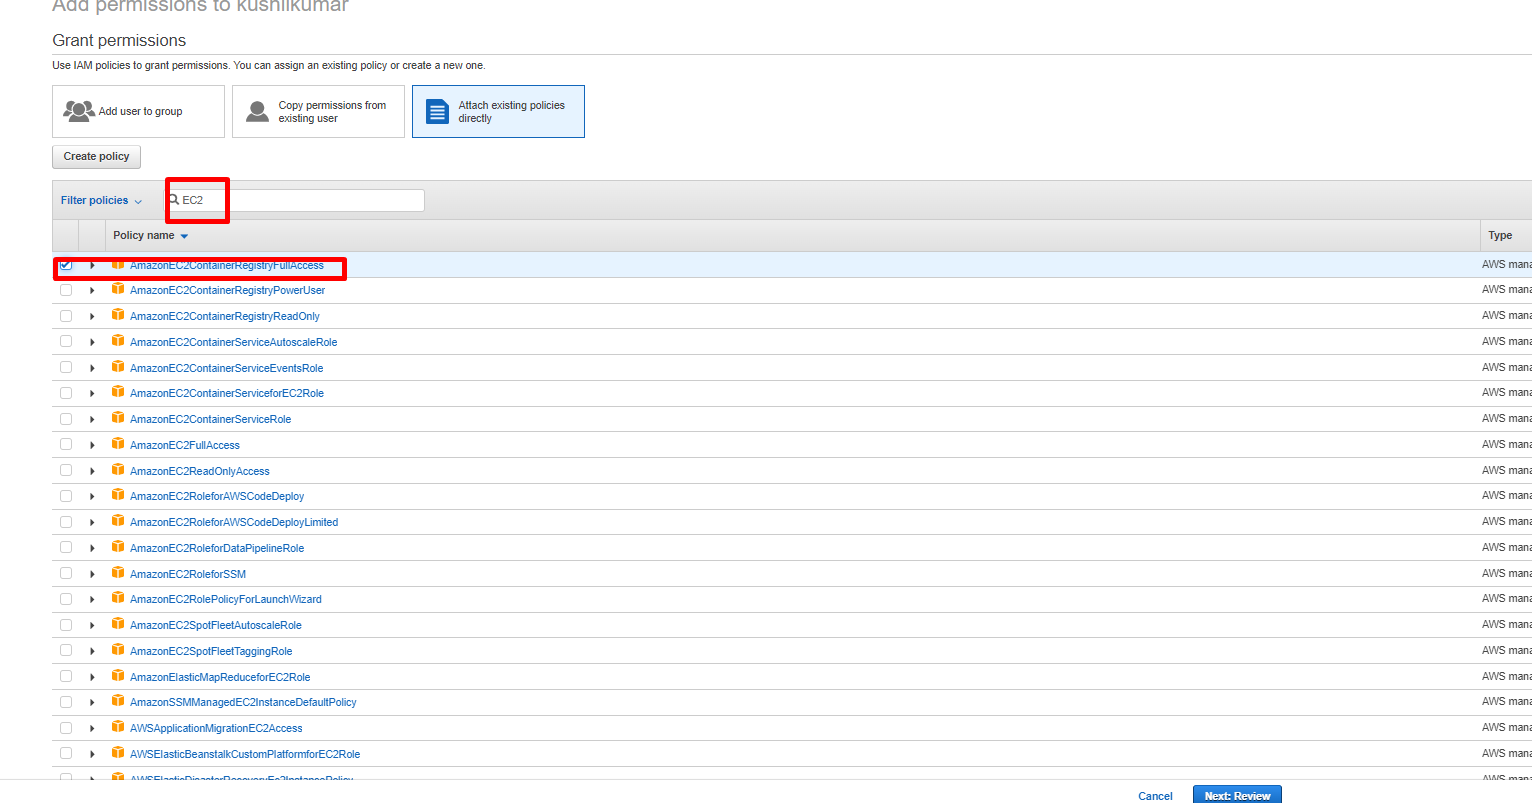 Add permissions to kushilkumar
Grant permissions
Use IAM policies to grant permissions. You can assign an existing policy or create a new one.
Add user to group
Copy permissions from
existing user
Attach existing policies
directly
Create policy
Filter policies
EC2
Policy name
Type
AmazonEC2ContainerRegistryFullAccess AWS mana
AmazonEC2ContainerRegistryPowerUser AWS mana
AmazonEC2ContainerRegistryReadOnly AWS mana
AmazonEC2ContainerServiceAutoscaleRole AWS mana
AmazonEC2ContainerServiceEventsRole AWS mana
AmazonEC2ContainerServiceforEC2Role AWS mana
AmazonEC2ContainerServiceRole AWS mana
AmazonEC2FullAccess AWS mana
AmazonEC2ReadOnlyAccess AWS mana
AmazonEC2RoleforAWSCodeDeploy AWS mana
AmazonEC2RoleforAWSCodeDeployLimited AWS mana
AmazonEC2RoleforDataPipelineRole AWS mana
AmazonEC2RoleforSSM AWS mana
AmazonEC2RolePolicyForLaunchWizard AWS mana
AmazonEC2SpotFleetAutoscaleRole AWS mana
AmazonEC2SpotFleetTaggingRole AWS mana
AmazonElasticMapReduceforEC2Role AWS mana
AmazonSSMManagedEC2InstanceDefaultPolicy AWS mana
AWSApplicationMigrationEC2Access AWS mana
AWSElasticBeanstalkCustomPlatformforEC2Role AWS mana
AWSElasticDisasterRecoveryEc2InstancePolicy AWS mana
Cancel
Next: Review